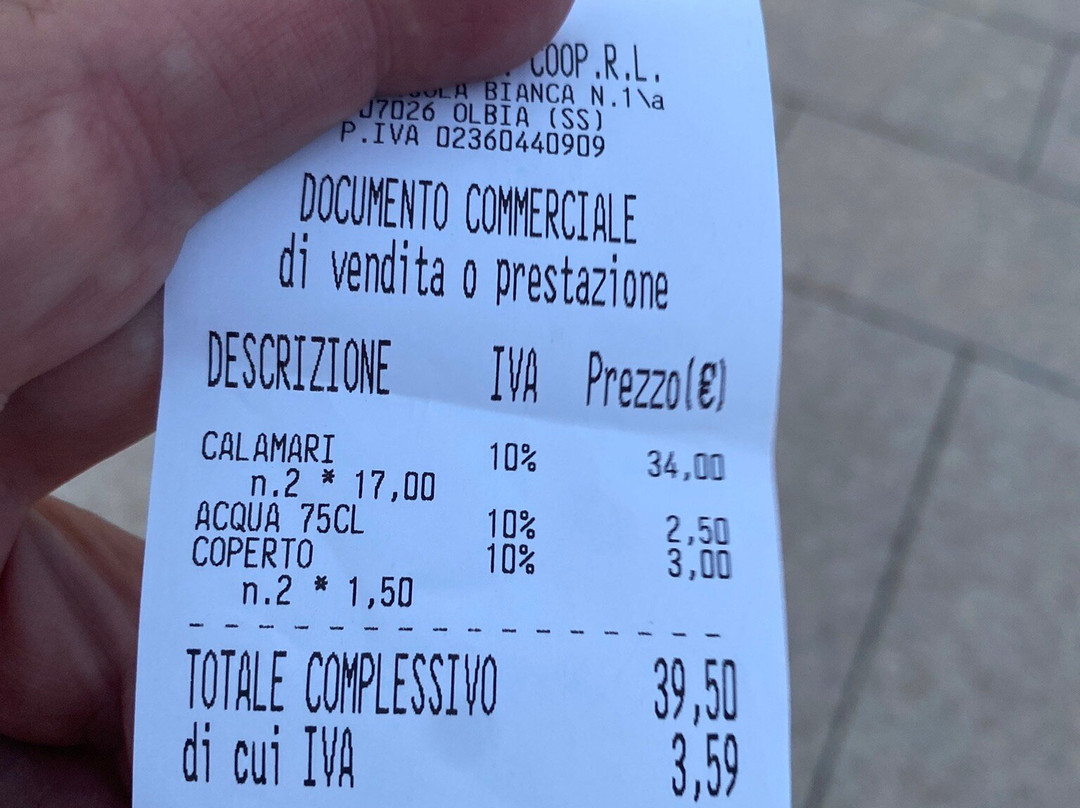 COOP.R.L.
BIANCA N.1\a
07026 OLBIA (SS)
P.IVA 02360440909
DOCUMENTO COMMERCIALE
di vendita o prestazione
DESCRIZIONE IVA Prezzo(€)
CALAMARI 10% 34,00
n.2 * 17,00
ACQUA 75CL 10% 2,50
COPERTO 10% 3,00
n.2 * 1,50
TOTALE COMPLESSIVO 39,50
di cui IVA 3,59